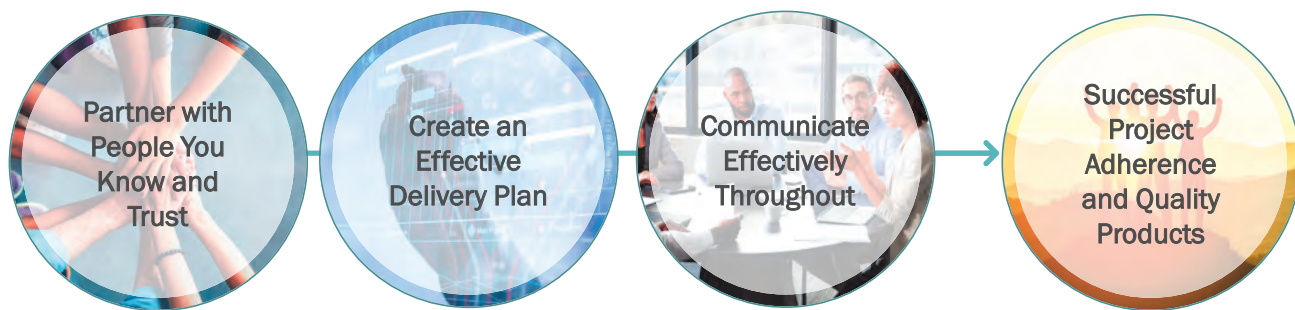 Partner with
People You
Know and
Trust
Create an
Effective
Delivery Plan
Communicate
Effectively
Throughout
Successful
Project
Adherence
and Quality
Products